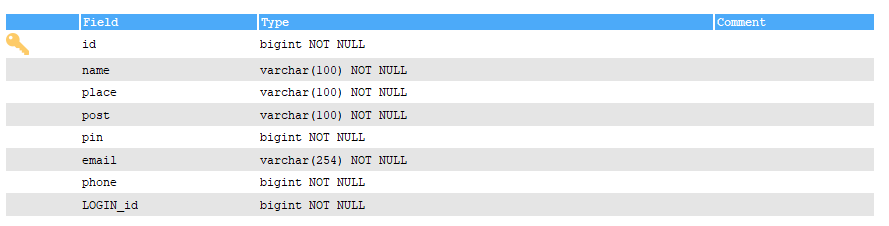 Field Type Comment
id bigint NOT NULL
name varchar(100) NOT NULL
place varchar(100) NOT NULL
post varchar(100) NOT NULL
pin bigint NOT NULL
email varchar(254) NOT NULL
phone bigint NOT NULL
LOGIN_id bigint NOT NULL